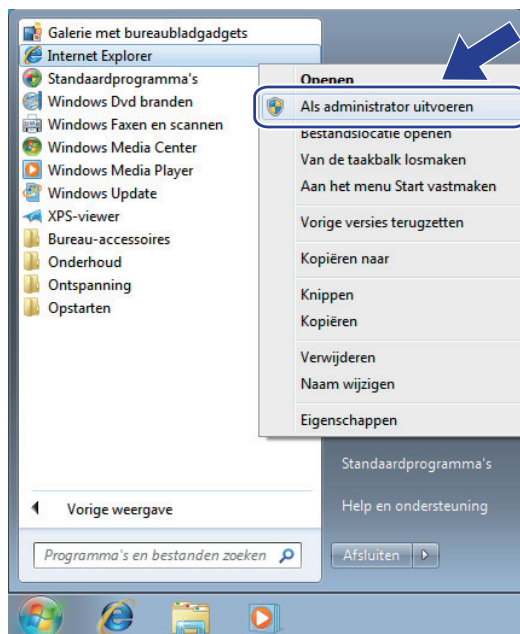 Galerie met bureaubladgadgets
Internet Explorer
Standaardprogramma's
Windows Dvd branden
Windows Faxen en scannen
Windows Media Center
Windows Media Player
Windows Update
XPS-viewer
Bureau-accessoires
Onderhoud
Ontspanning
Opstarten
Openen
Als administrator uitvoeren
Bestandslocatie openen
Van de taakbalk losmaken
Aan het menu Start vastmaken
Vorige versies terugzetten
Kopiëren naar
Knippen
Kopiëren
Verwijderen
Naam wijzigen
Eigenschappen
Standaardprogramma's
Help en ondersteuning
Vorige weergave
Programma's en bestanden zoeken
Afsluiten